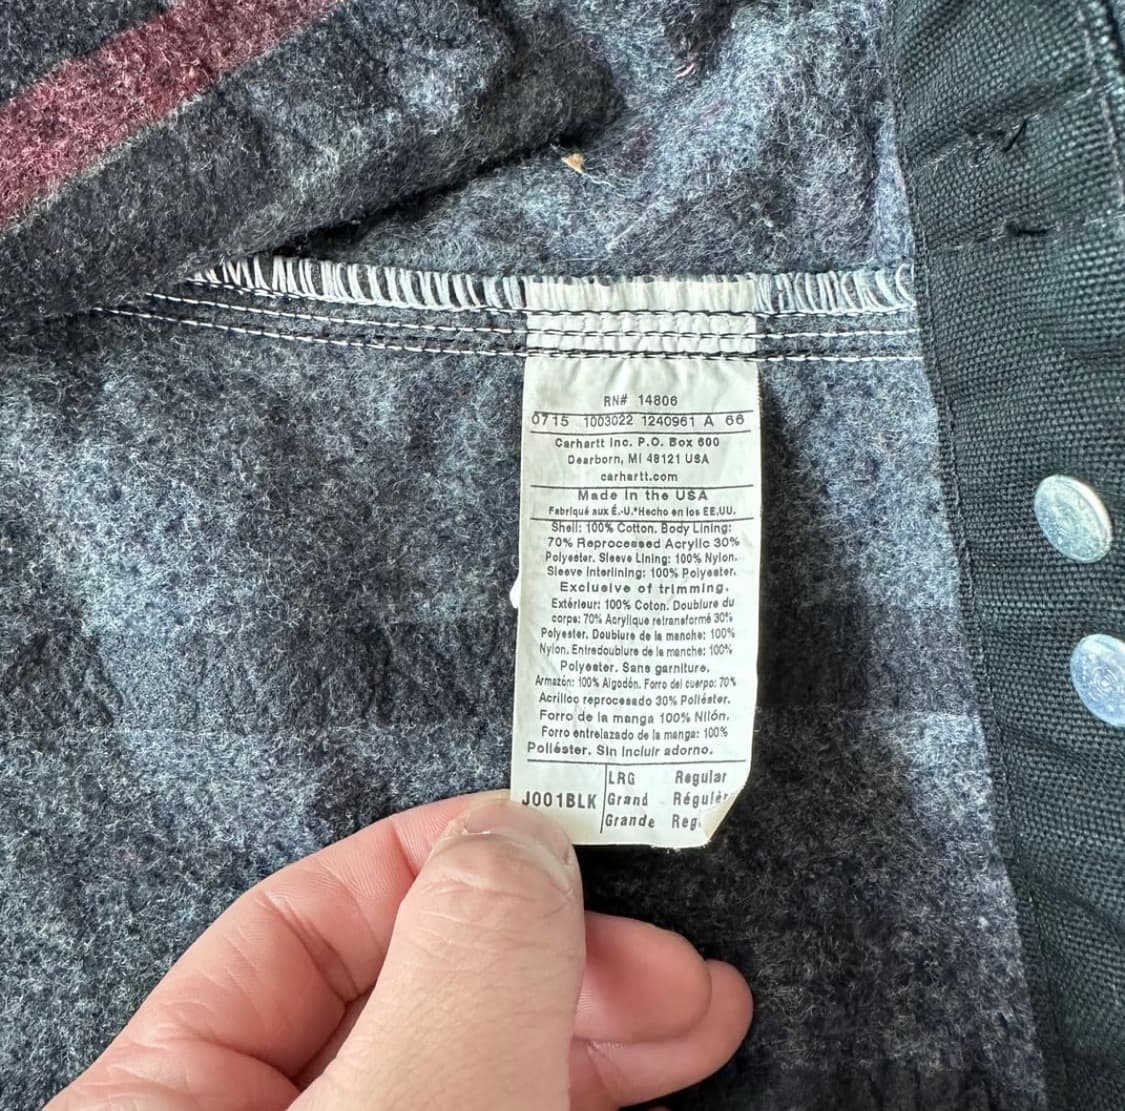 RN# 14806
0715 1003022 1240961 A 66
Carhartt Inc. P.O. Box 600
Dearborn, MI 48121 USA
carhartt.com
Made in the USA
Fabriqué aux É.-U.*Hecho en los EE.UU.
Shell: 100% Cotton. Body Lining:
70% Reprocessed Acrylic 30%
Polyester. Sleeve Lining: 100% Nylon.
Sleeve Interlining: 100% Polyester.
Exclusive of trimming.
Extérieur: 100% Coton. Doublure du
corps: 70% Acrylique retransformé 30%
Polyester. Doublure de la manche: 100%
Nylon. Entredoublure de la manche: 100%
Polyester. Sans garniture.
Armazón: 100% Algodón. Forro del cuerpo: 70%
Acrílico reprocesado 30% Poliéster.
Forro de la manga 100% Nilón.
Forro entrelazado de la manga: 100%
Poliéster. Sin incluir adorno.
LRG Regular
J001BLK Grand Régulèr
Grande Reg